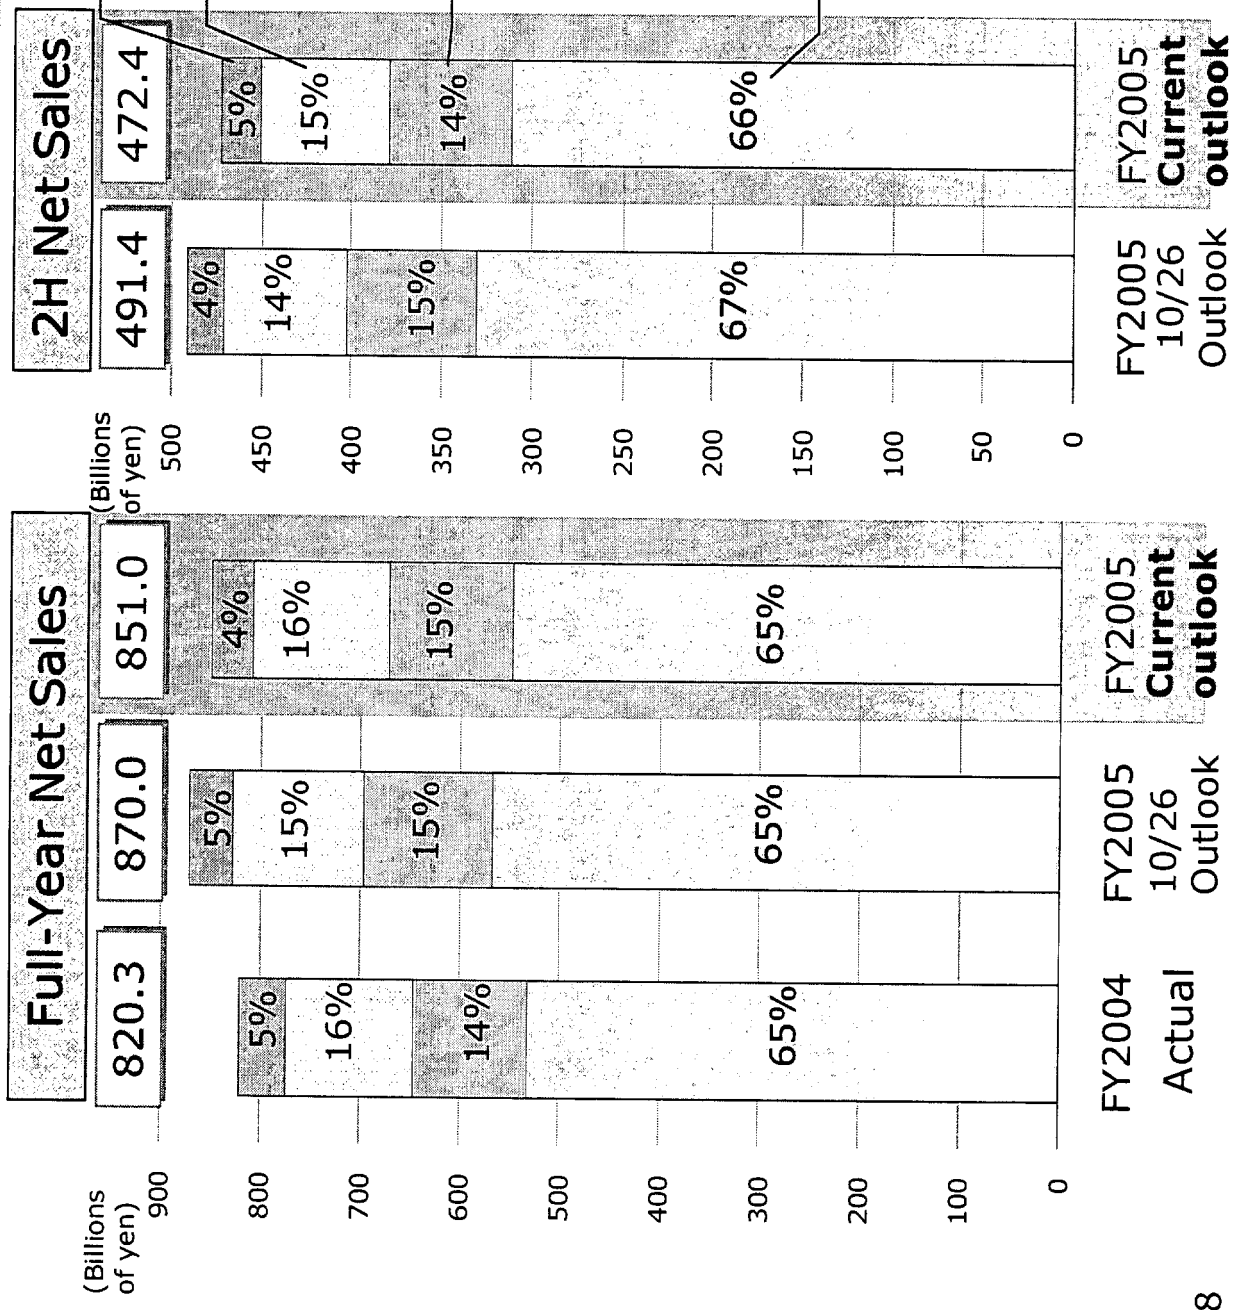 Full-Year Net Sales
(Billions
of yen)
820.3
870.0
851.0
900
800
700
600
500
400
300
200
100
0
5%
16%
14%
65%
5%
15%
15%
65%
4%
16%
15%
65%
FY2004
Actual
FY2005
10/26
Outlook
FY2005
Current
outlook
2H Net Sales
(Billions
of yen)
491.4
472.4
500
450
400
350
300
250
200
150
100
50
0
4%
14%
15%
67%
5%
15%
14%
66%
FY2005
10/26
Outlook
FY2005
Current
outlook
8